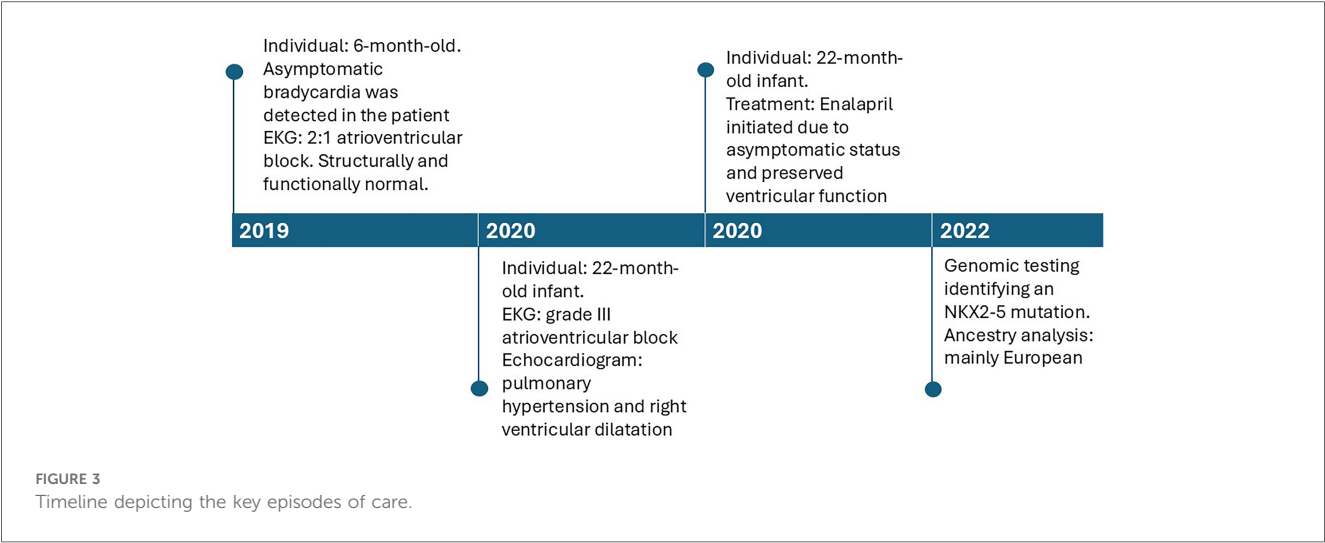 Individual: 6-month-old.
Asymptomatic
bradycardia was
detected in the patient
EKG: 2:1 atrioventricular
block. Structurally and
functionally normal.
Individual: 22-month-
old infant.
Treatment: Enalapril
initiated due to
asymptomatic status
and preserved
ventricular function
2019
2020
2020
2022
Individual: 22-month-
old infant.
EKG: grade III
atrioventricular block
Echocardiogram:
pulmonary
hypertension and right
ventricular dilatation
Genomic testing
identifying an
NKX2-5 mutation.
Ancestry analysis:
mainly European
FIGURE 3
Timeline depicting the key episodes of care.